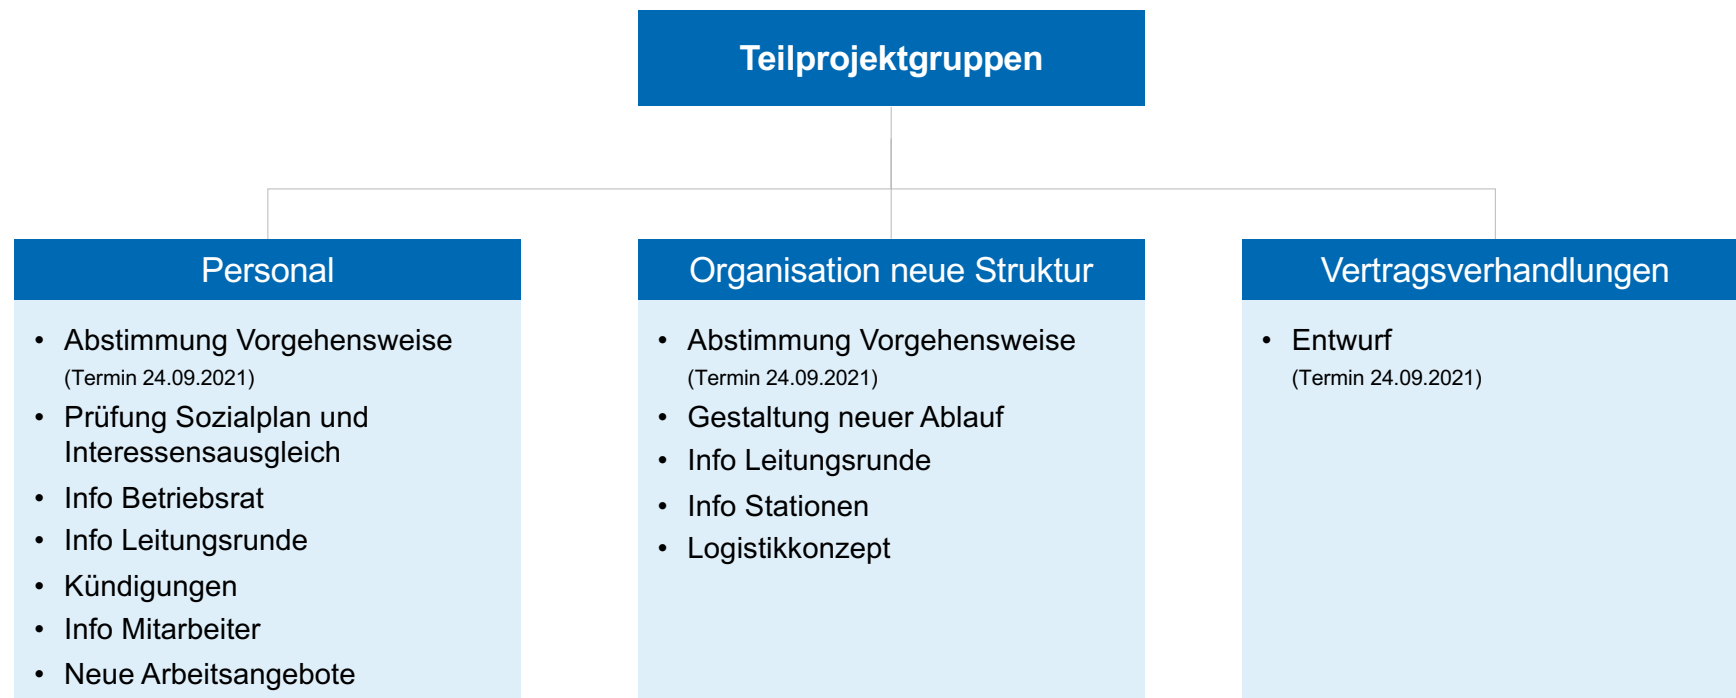 Teilprojektgruppen
Personal
• Abstimmung Vorgehensweise
(Termin 24.09.2021)
• Prüfung Sozialplan und
Interessensausgleich
• Info Betriebsrat
• Info Leitungsrunde
• Kündigungen
• Info Mitarbeiter
• Neue Arbeitsangebote
Organisation neue Struktur
• Abstimmung Vorgehensweise
(Termin 24.09.2021)
• Gestaltung neuer Ablauf
• Info Leitungsrunde
• Info Stationen
• Logistikkonzept
Vertragsverhandlungen
• Entwurf
(Termin 24.09.2021)